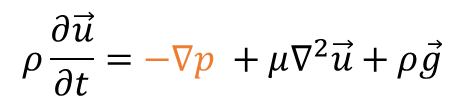 ρ ∂u⃗/∂t = −∇p + μ∇²u⃗ + ρg⃗